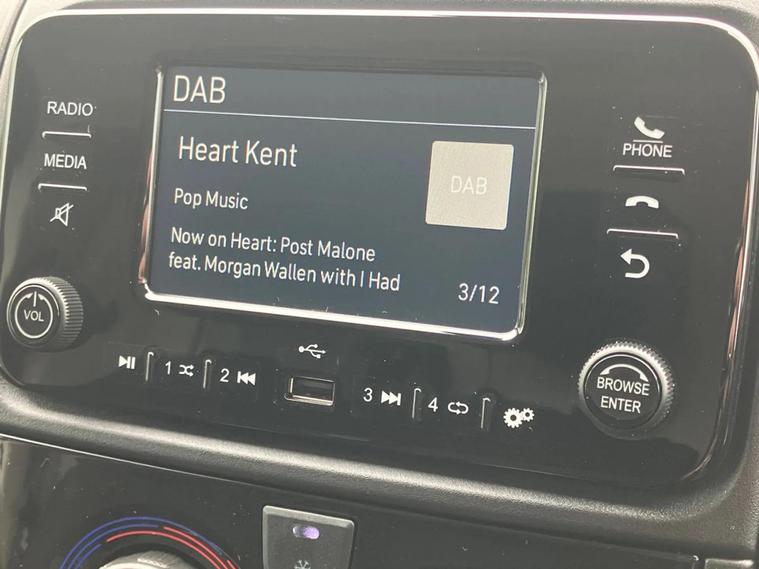 DAB
RADIO
MEDIA
Heart Kent
DAB
Pop Music
Now on Heart: Post Malone
feat. Morgan Wallen with I Had
3/12
PHONE
VOL
1
2
3
4
BROWSE
ENTER